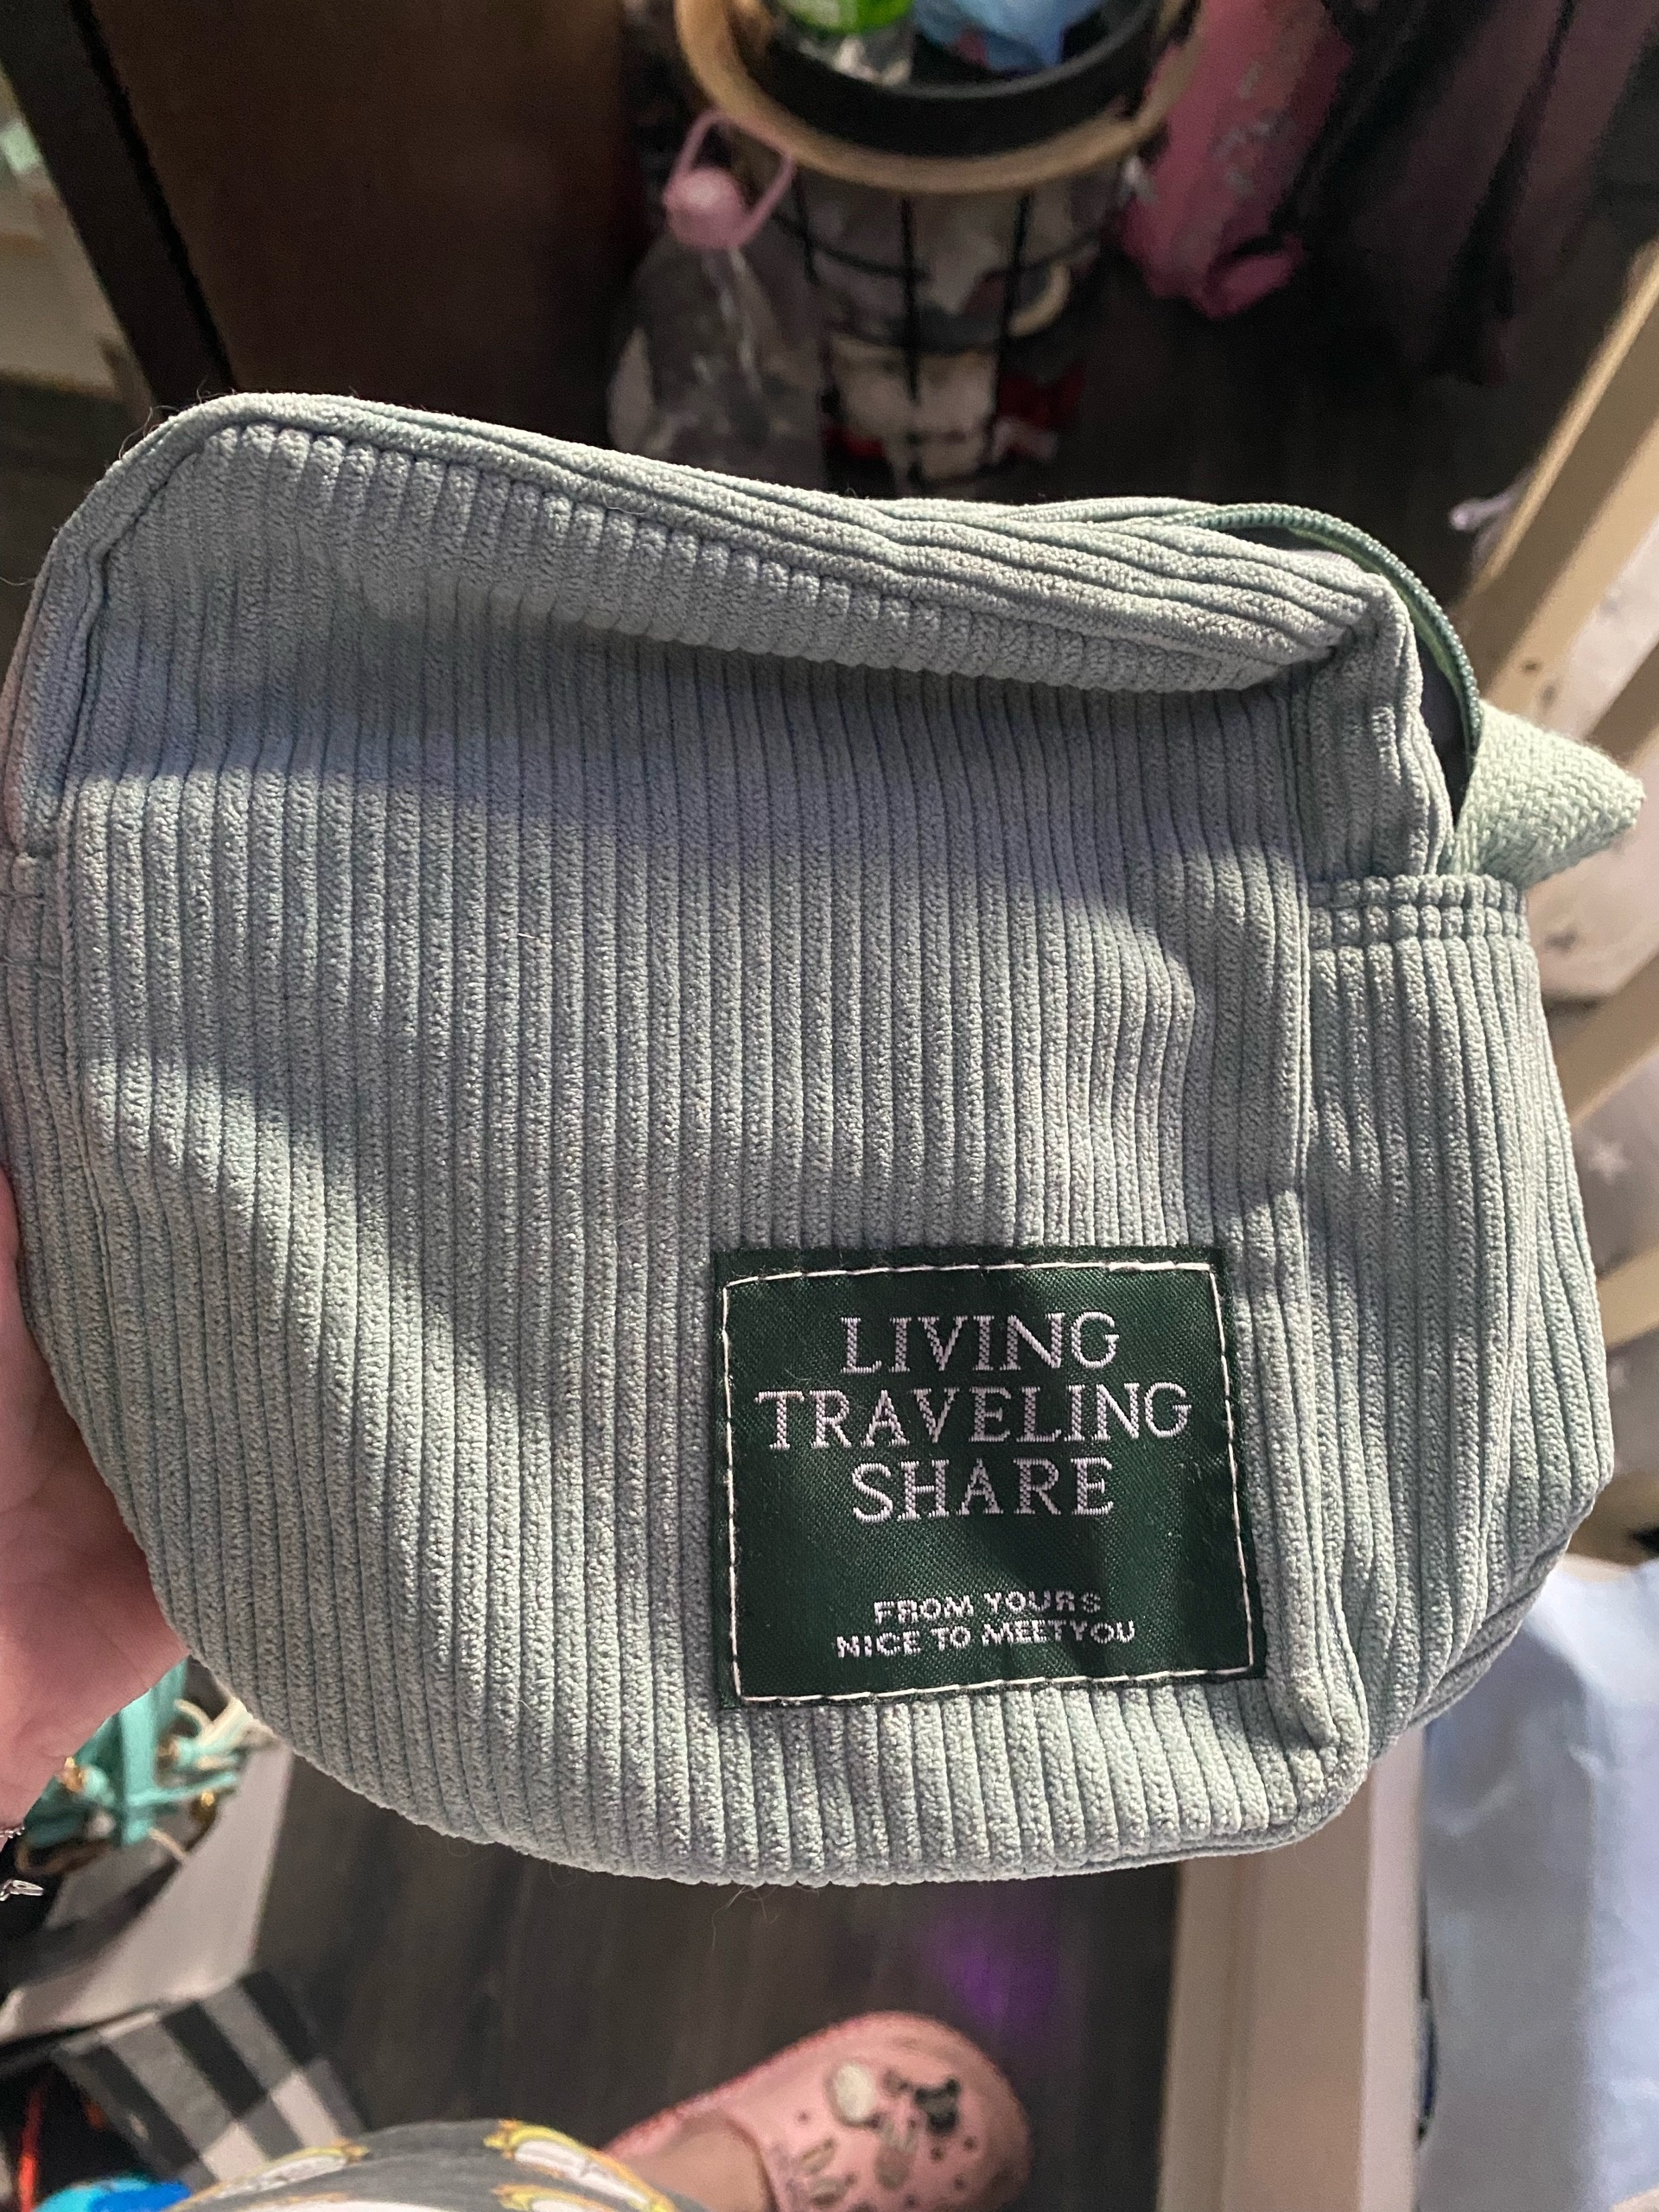 LIVING
TRAVELING
SHARE
FROM YOURS
NICE TO MEETYOU